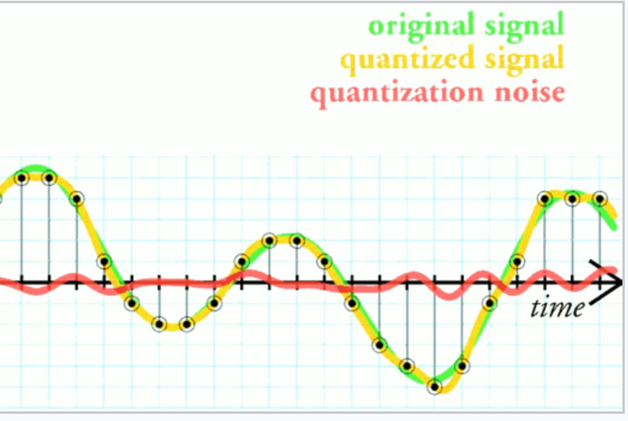 original signal
quantized signal
quantization noise
time